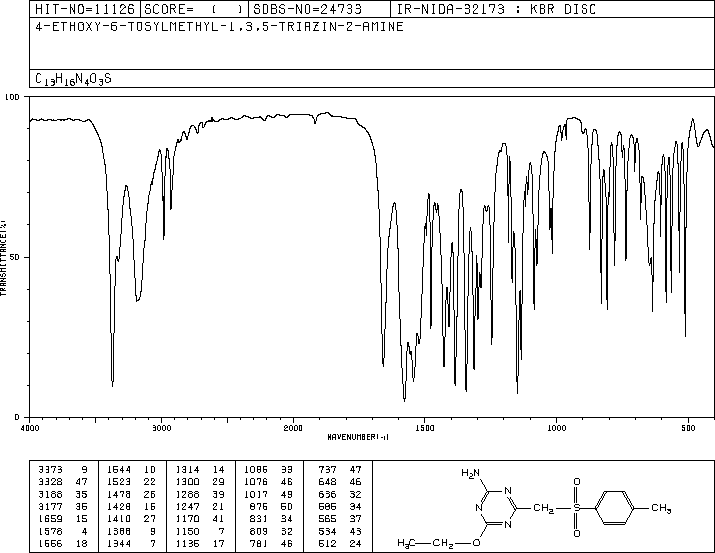 HIT-NO=11126 SCORE= ( ) SDBS-NO=24733 IR-NIDA-32173 : KBR DISC
4-ETHOXY-6-TOSYLMETHYL-1,3,5-TRIAZIN-2-AMINE
C13H16N4O3S
100
50
0
TRANSMITTANCE(%)
4000 3000 2000 1500 1000 500
WAVENUMBER(-1)
3373 9 1544 10 1314 14 1086 33 737 47
3328 47 1523 22 1300 29 1076 46 648 46
3188 35 1478 26 1288 39 1017 49 636 32
3177 36 1428 16 1247 21 876 50 585 34
1659 15 1410 27 1170 41 831 34 565 37
1578 4 1388 9 1150 7 809 32 534 43
1566 18 1344 7 1136 17 781 46 512 24
H2N
N
N
N
O
S
O
CH2
CH3
H3C
CH2
O